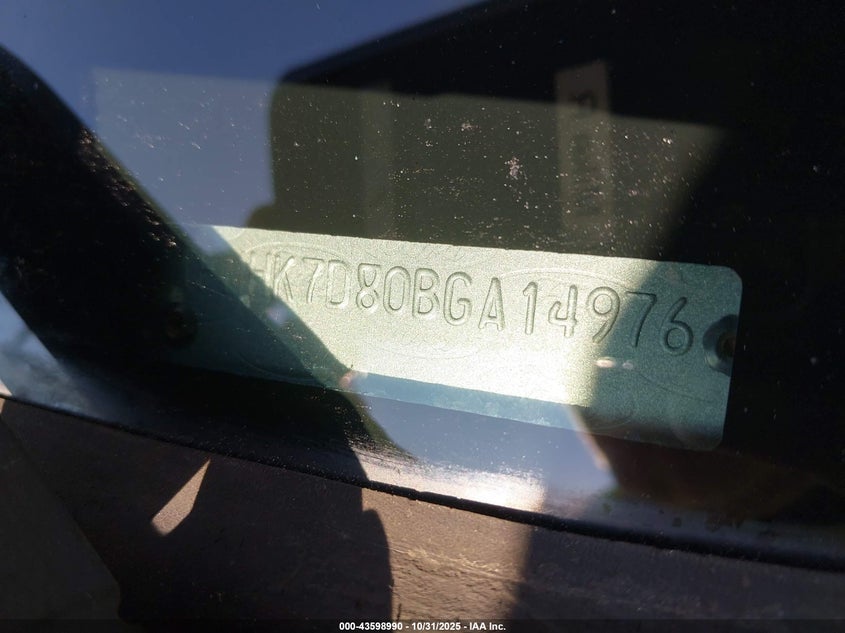 HK7D80BGA14976
000-43598990 - 10/31/2025 - IAA Inc.